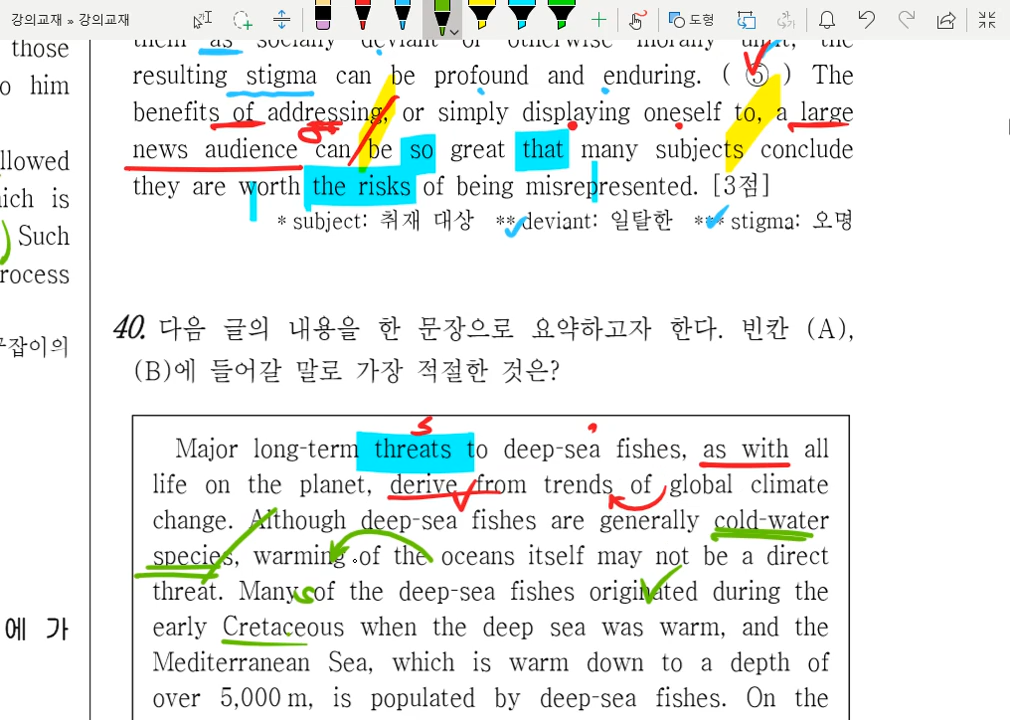 강의교재 » 강의교재
도형
those
o him
llowed
ich is
) Such
rocess
구잡이의
에 가
them as socially deviant or otherwise morally unfit, the
resulting stigma can be profound and enduring. ( ⑤ ) The
benefits of addressing, or simply displaying oneself to, a large
news audience can be so great that many subjects conclude
they are worth the risks of being misrepresented. [3점]
* subject: 취재 대상 ** deviant: 일탈한 *** stigma: 오명
40. 다음 글의 내용을 한 문장으로 요약하고자 한다. 빈칸 (A),
(B)에 들어갈 말로 가장 적절한 것은?
Major long-term threats to deep-sea fishes, as with all
life on the planet, derive from trends of global climate
change. Although deep-sea fishes are generally cold-water
species, warming of the oceans itself may not be a direct
threat. Many of the deep-sea fishes originated during the
early Cretaceous when the deep sea was warm, and the
Mediterranean Sea, which is warm down to a depth of
over 5,000 m, is populated by deep-sea fishes. On the